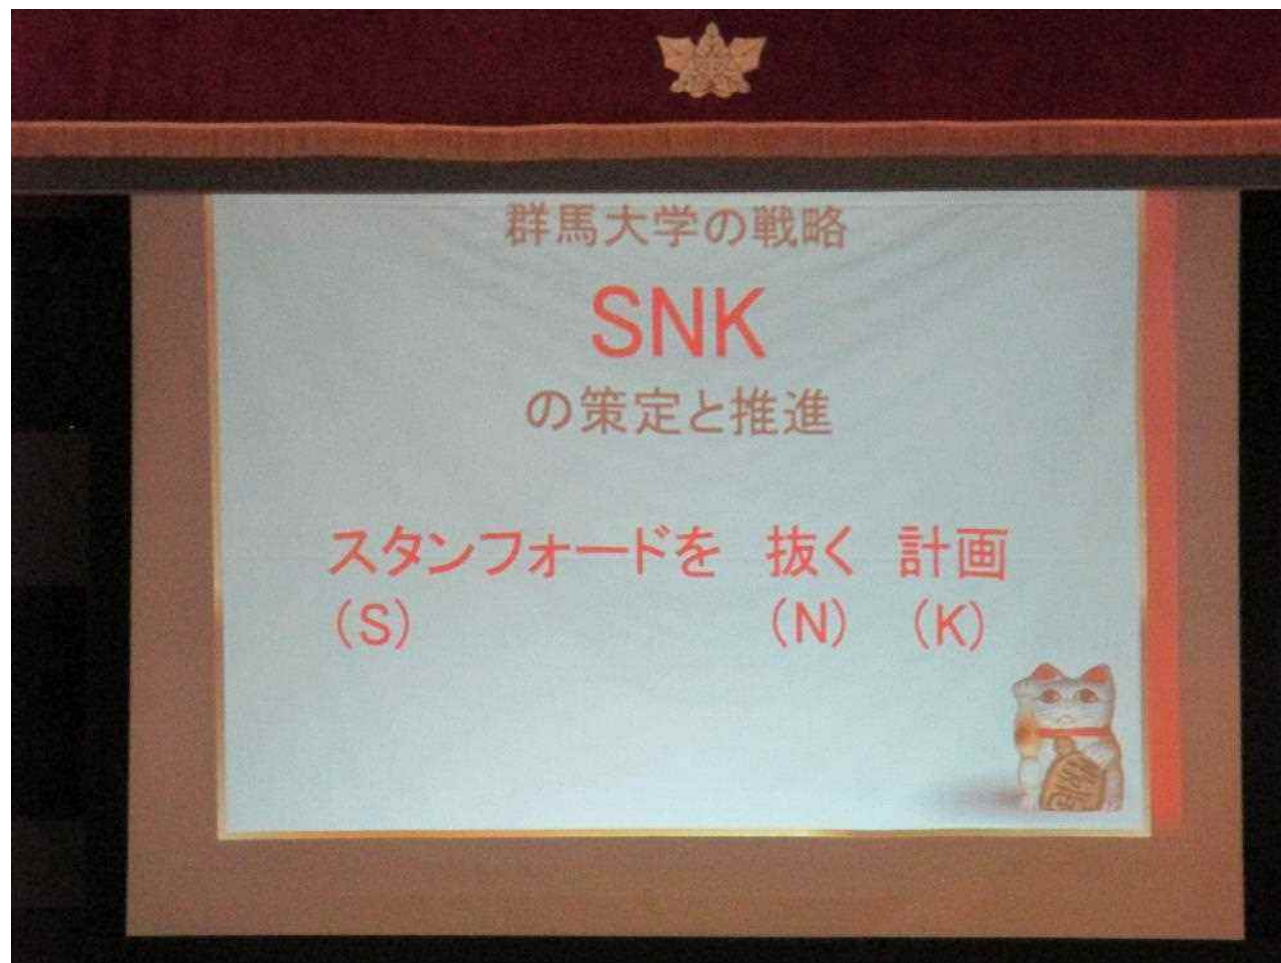 群馬大学の戦略
SNK
の策定と推進
スタンフォードを 抜く 計画
(S) (N) (K)